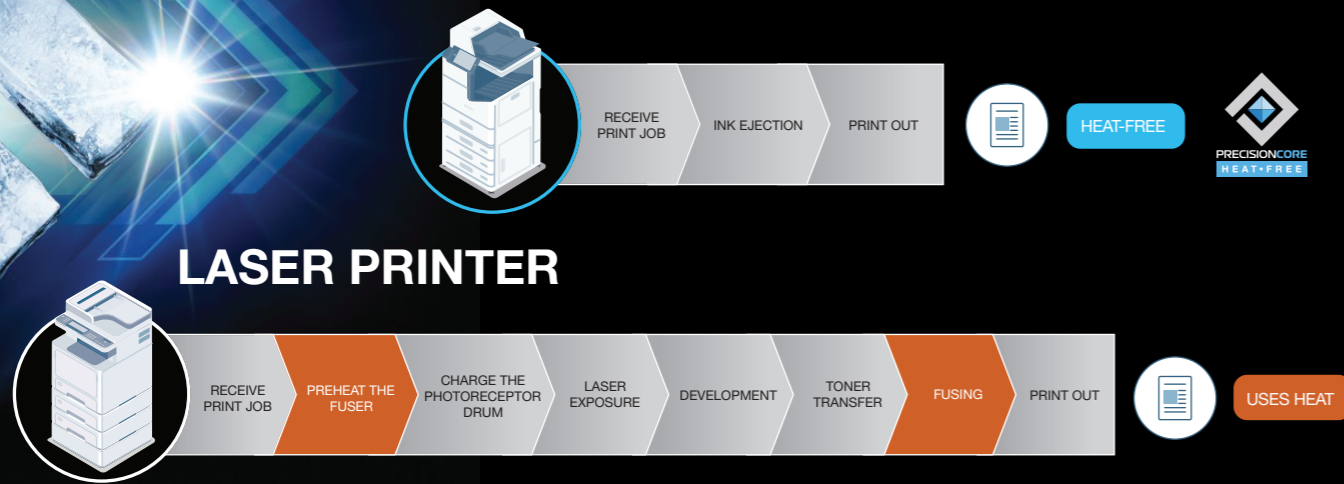 RECEIVE
PRINT JOB
INK EJECTION
PRINT OUT
HEAT-FREE
PRECISIONCORE
HEAT•FREE
LASER PRINTER
RECEIVE
PRINT JOB
PREHEAT THE
FUSER
CHARGE THE
PHOTORECEPTOR
DRUM
LASER
EXPOSURE
DEVELOPMENT
TONER
TRANSFER
FUSING
PRINT OUT
USES HEAT